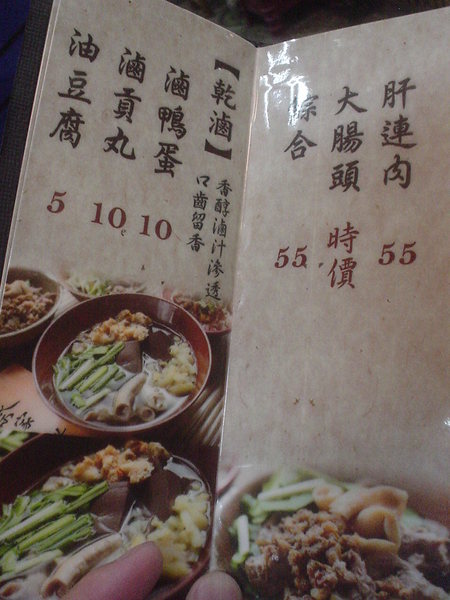 肝連肉 55
大腸頭 時價
綜合 55
【乾滷】
香醇滷汁滲透
口齒留香
滷鴨蛋 10
滷貢丸 10
油豆腐 5